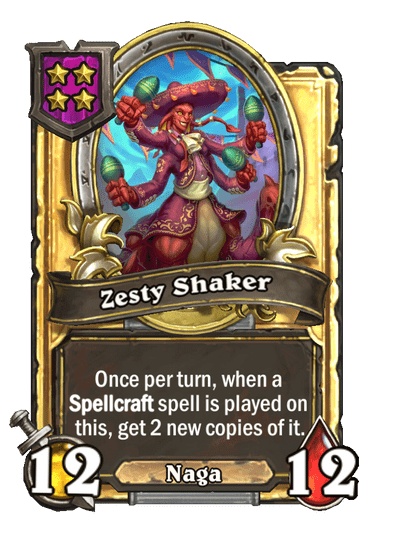 Zesty Shaker
Once per turn, when a
Spellcraft spell is played on
this, get 2 new copies of it.
12
Naga
12